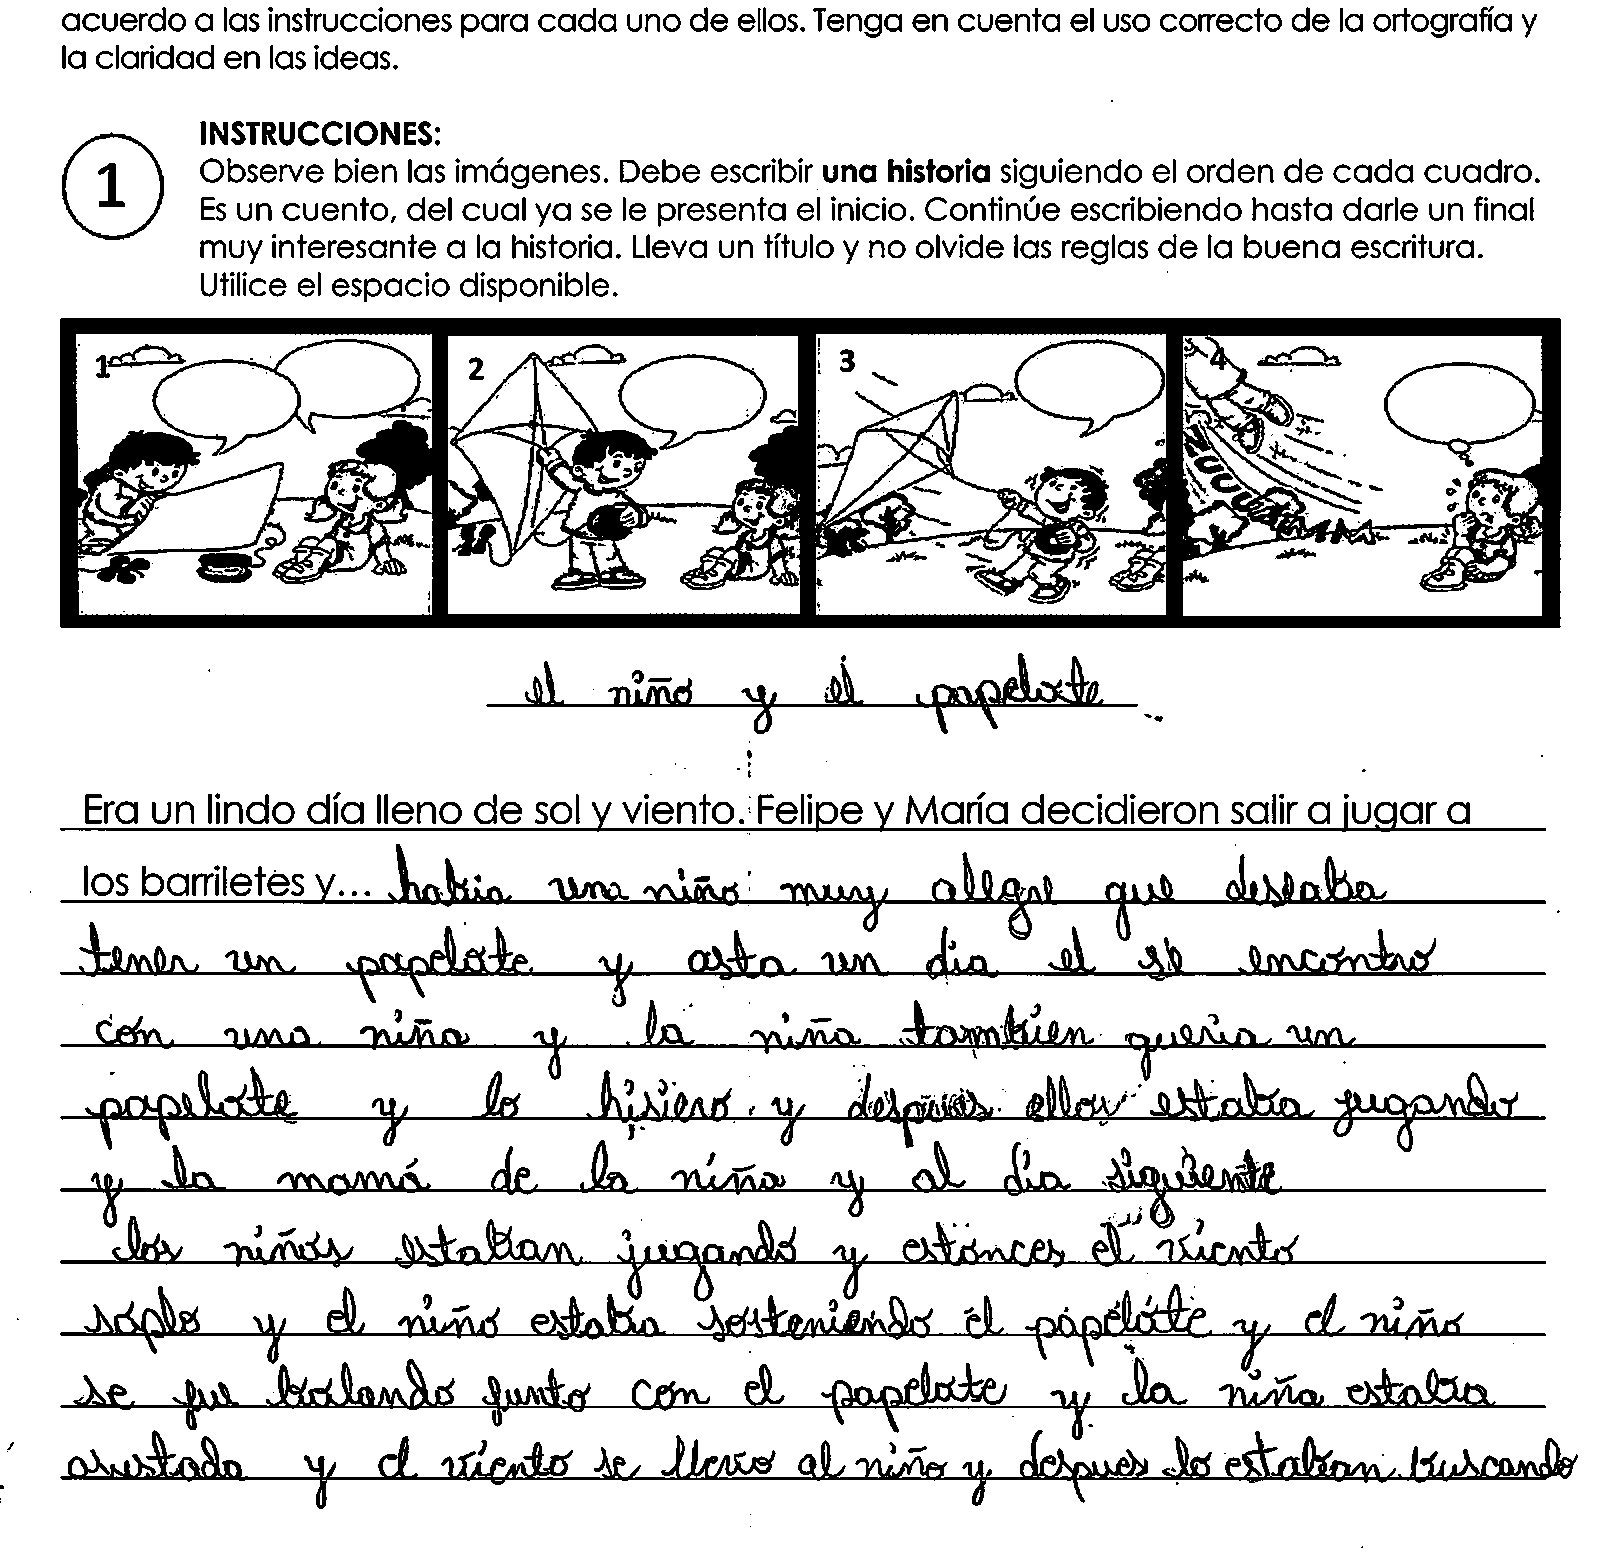 acuerdo a las instrucciones para cada uno de ellos. Tenga en cuenta el uso correcto de la ortografía y
la claridad en las ideas.
1
INSTRUCCIONES:
Observe bien las imágenes. Debe escribir una historia siguiendo el orden de cada cuadro.
Es un cuento, del cual ya se le presenta el inicio. Continúe escribiendo hasta darle un final
muy interesante a la historia. Lleva un título y no olvide las reglas de la buena escritura.
Utilice el espacio disponible.
1
2
3
4
el niño y el papelote
Era un lindo día lleno de sol y viento. Felipe y María decidieron salir a jugar a
los barriletes y... habia una niño muy alegre que deseaba
tener un papelote y asta un dia el se encontro
con una niña y la niña tambien queria un
papelote y lo hisiero y despues ellos estaba jugando
y la mamá de la niña y al dia siguiente
los niños estaban jugando y estonces el viento
soplo y el niño estaba sosteniendo el papelote y el niño
se fue bolando junto con el papelote y la niña estaba
asustada y el viento se llevo al niño y despues lo estaban buscando